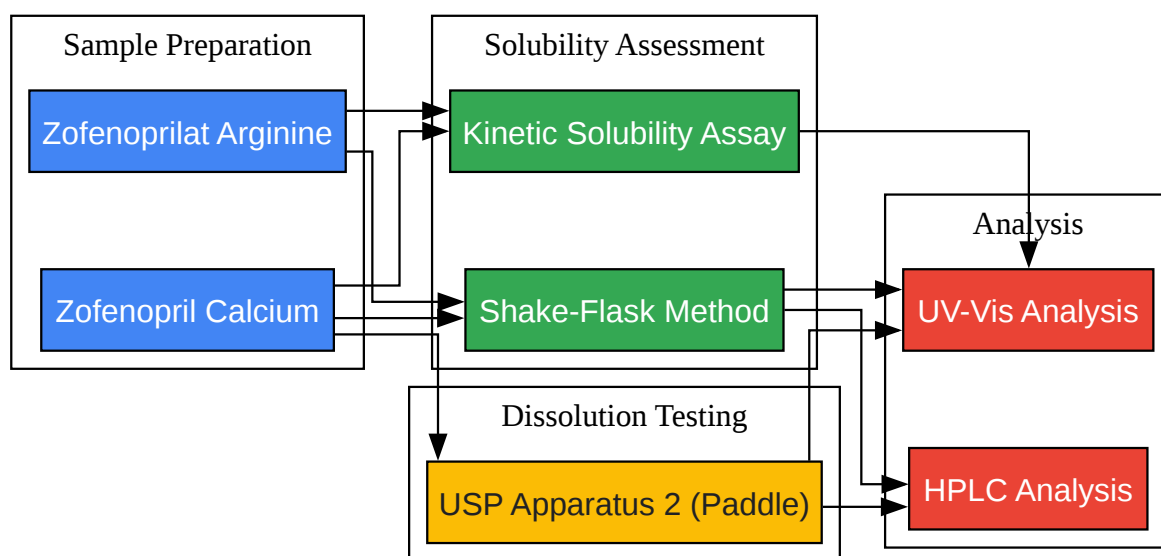 Sample Preparation
Zofenoprilat Arginine
Zofenopril Calcium
Solubility Assessment
Kinetic Solubility Assay
Shake-Flask Method
Dissolution Testing
USP Apparatus 2 (Paddle)
Analysis
UV-Vis Analysis
HPLC Analysis